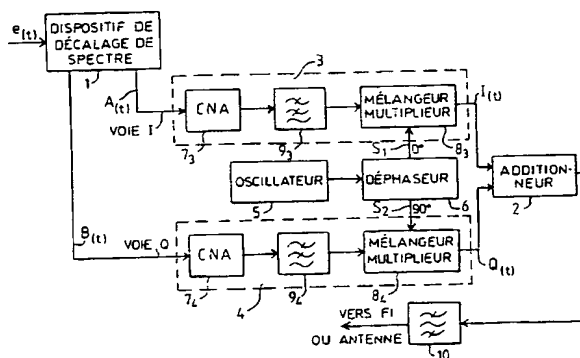 e(t)
DISPOSITIF DE
DÉCALAGE DE
SPECTRE
1
A(t)
VOIE I
3
CNA
7₃
9₃
MÉLANGEUR
MULTIPLIEUR
8₃
I(t)
S₁
0°
OSCILLATEUR
5
DÉPHASEUR
6
ADDITION-
NEUR
2
S₂
90°
B(t)
VOIE Q
CNA
7₄
9₄
MÉLANGEUR
MULTIPLIEUR
8₄
Q(t)
4
VERS FI
OU ANTENNE
10